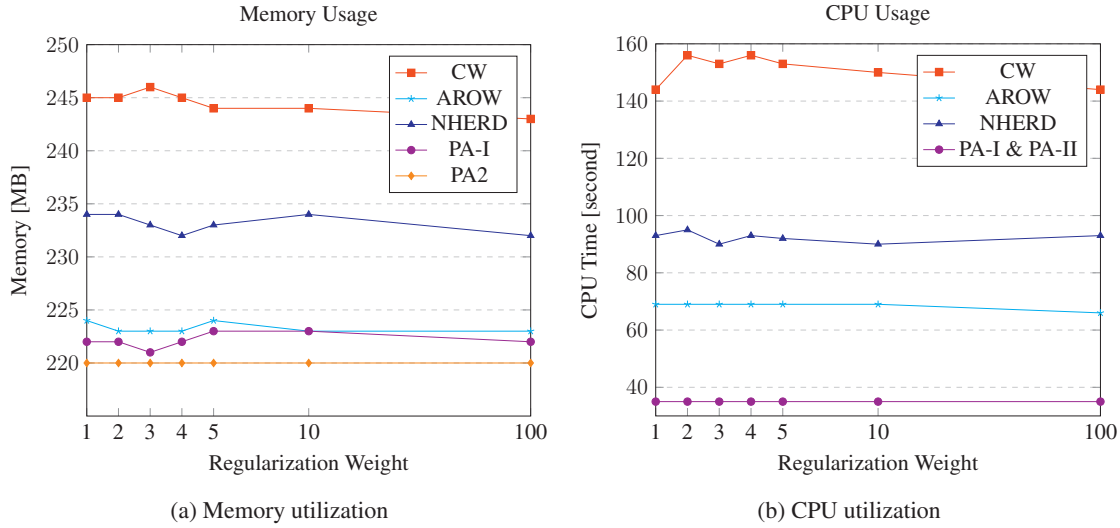 Memory Usage
250
245
240
234
225
220
Memory [MB]
CW
AROW
NHERD
PA-I
PA2
1 2 3 4 5 10 100
Regularization Weight
(a) Memory utilization
CPU Usage
160
140
120
100
80
60
40
CPU Time [second]
CW
AROW
NHERD
PA-I & PA-II
1 2 3 4 5 10 100
Regularization Weight
(b) CPU utilization